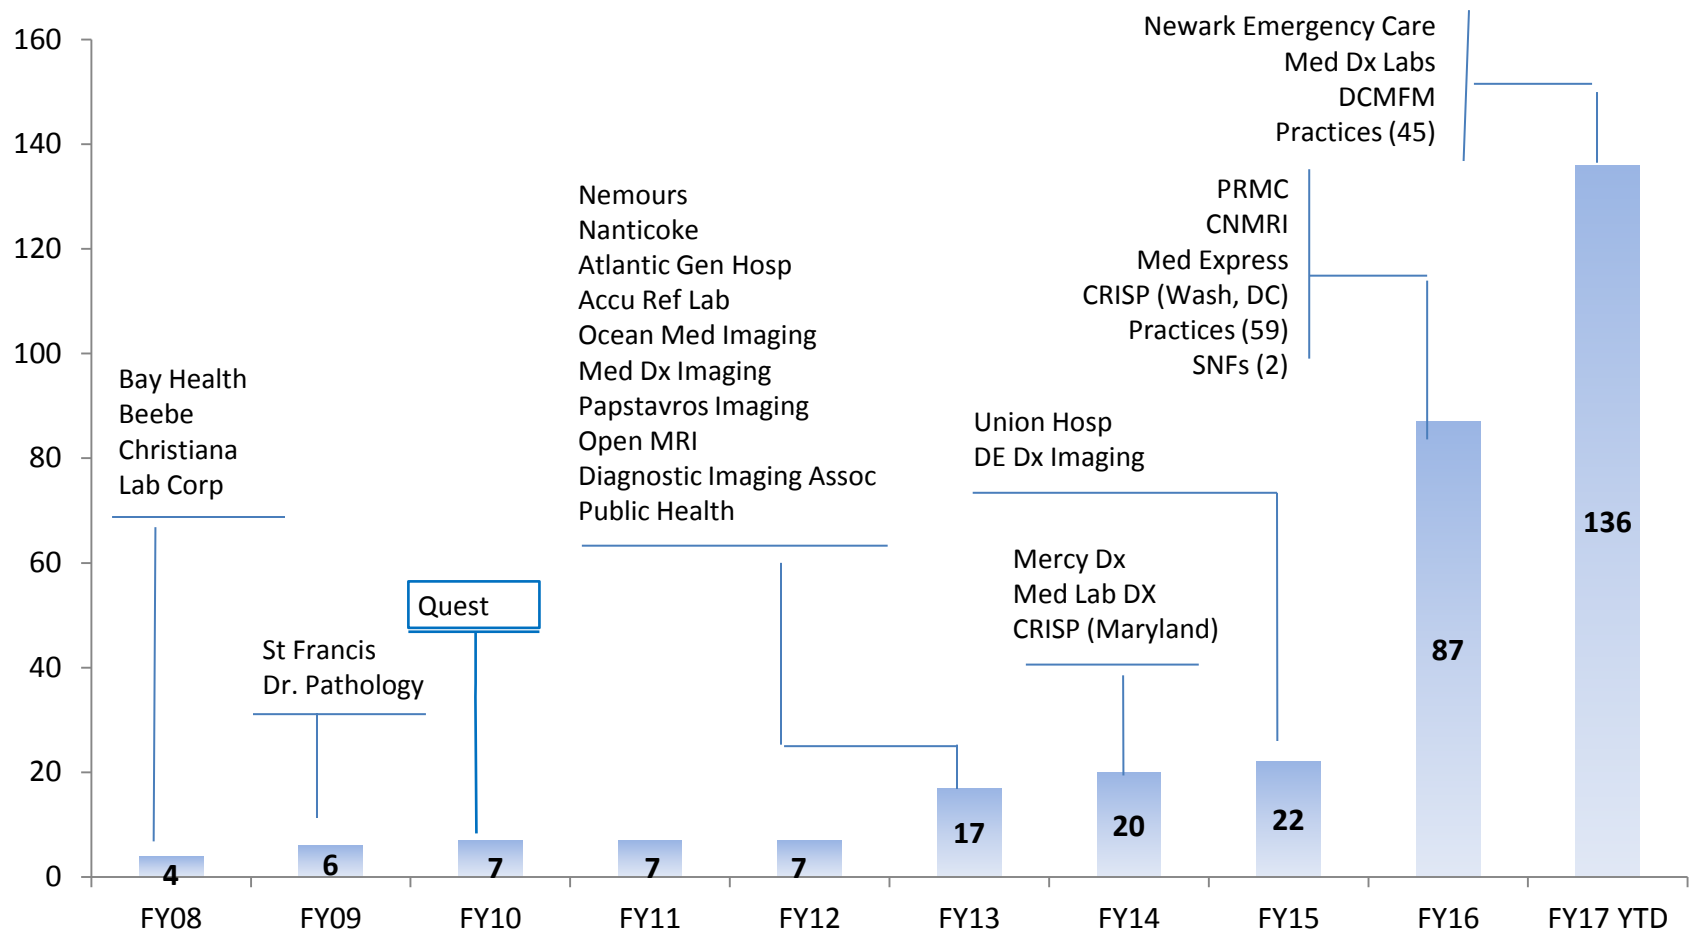 160
140
120
100
80
60
40
20
0
Bay Health
Beebe
Christiana
Lab Corp
St Francis
Dr. Pathology
Quest
Nemours
Nanticoke
Atlantic Gen Hosp
Accu Ref Lab
Ocean Med Imaging
Med Dx Imaging
Papstavros Imaging
Open MRI
Diagnostic Imaging Assoc
Public Health
Mercy Dx
Med Lab DX
CRISP (Maryland)
Union Hosp
DE Dx Imaging
PRMC
CNMRI
Med Express
CRISP (Wash, DC)
Practices (59)
SNFs (2)
Newark Emergency Care
Med Dx Labs
DCMFM
Practices (45)
4
6
7
7
7
17
20
22
87
136
FY08
FY09
FY10
FY11
FY12
FY13
FY14
FY15
FY16
FY17 YTD